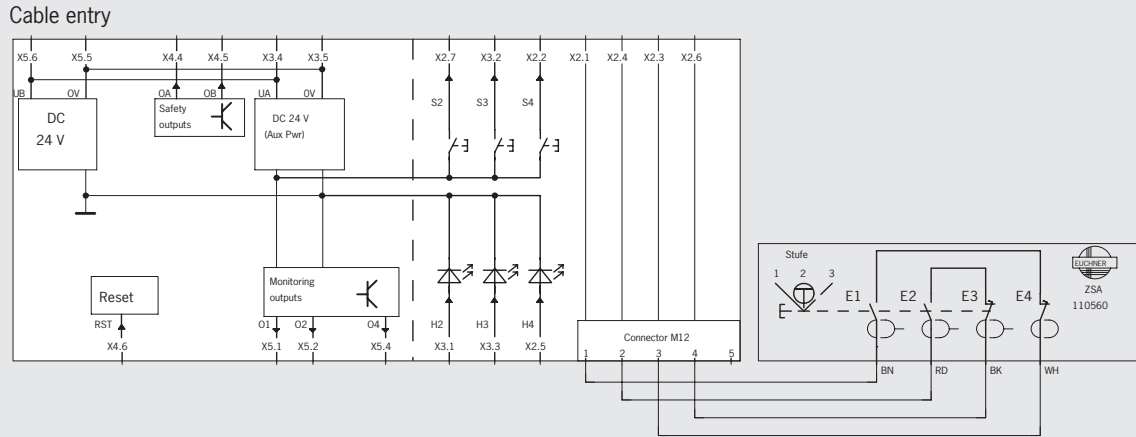 Cable entry
X5.6 X5.5 X4.4 X4.5 X3.4 X3.5 X2.7 X3.2 X2.2 X2.1 X2.4 X2.3 X2.6
UB OV OA OB UA OV S2 S3 S4
DC
24 V
Safety
outputs
DC 24 V
(Aux Pwr)
Stufe
1 2 3
EUCHNER
ZSA
110560
E1 E2 E3 E4
Reset
Monitoring
outputs
RST O1 O2 O4 H2 H3 H4
X4.6 X5.1 X5.2 X5.4 X3.1 X3.3 X2.5
Connector M12
1 2 3 4 5
BN RD BK WH